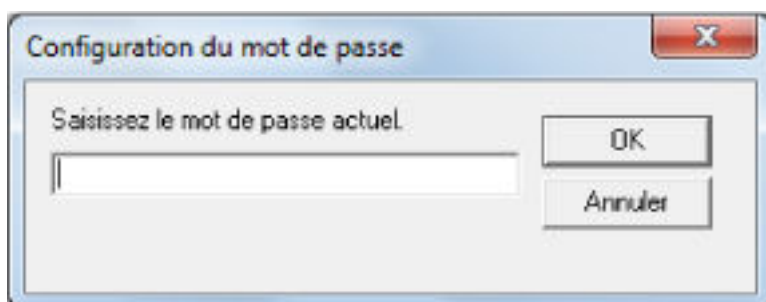 Configuration du mot de passe
Saisissez le mot de passe actuel.
OK
Annuler